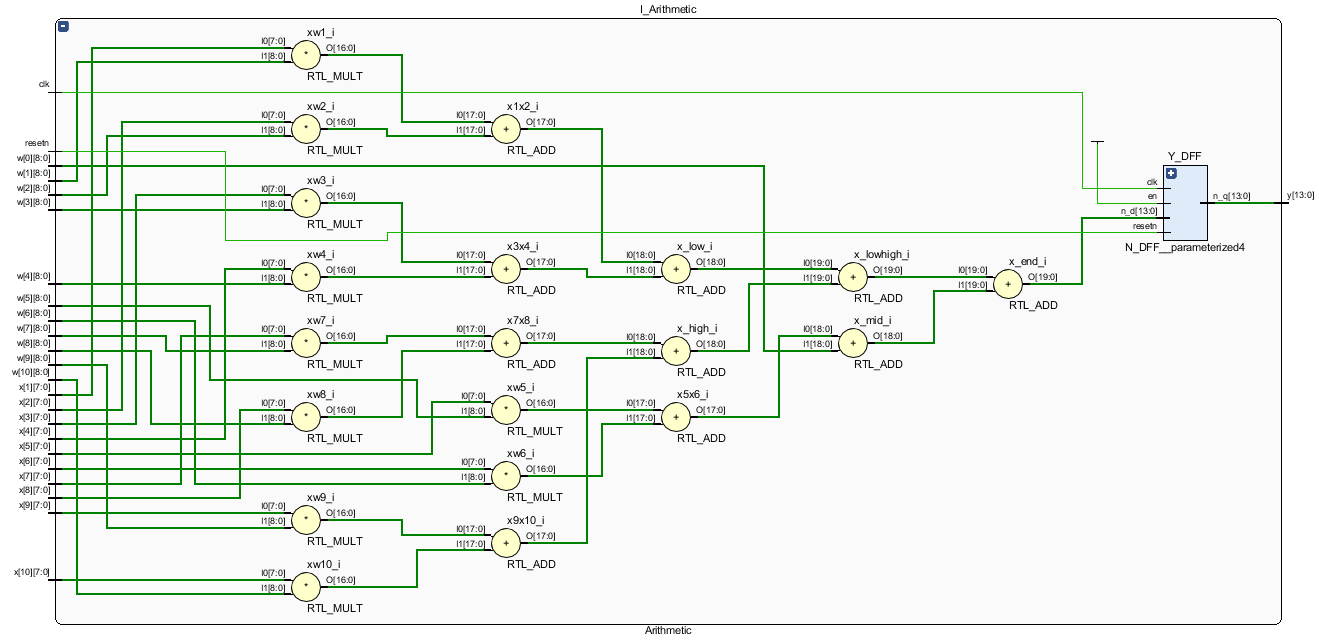 I_Arithmetic
xw1_i
I0[7:0]
I1[8:0]
O[16:0]
*
RTL_MULT
clk
xw2_i
I0[7:0]
I1[8:0]
O[16:0]
*
RTL_MULT
x1x2_i
I0[17:0]
I1[17:0]
O[17:0]
+
RTL_ADD
resetn
w[0][8:0]
w[1][8:0]
w[2][8:0]
w[3][8:0]
xw3_i
I0[7:0]
I1[8:0]
O[16:0]
*
RTL_MULT
Y_DFF
clk
en
n_d[13:0]
resetn
n_q[13:0]
y[13:0]
N_DFF__parameterized4
xw4_i
I0[7:0]
I1[8:0]
O[16:0]
*
RTL_MULT
x3x4_i
I0[17:0]
I1[17:0]
O[17:0]
+
RTL_ADD
x_low_i
I0[18:0]
I1[18:0]
O[18:0]
+
RTL_ADD
x_lowhigh_i
I0[19:0]
I1[19:0]
O[19:0]
+
RTL_ADD
x_end_i
I0[19:0]
I1[19:0]
O[19:0]
+
RTL_ADD
w[4][8:0]
w[5][8:0]
w[6][8:0]
w[7][8:0]
w[8][8:0]
w[9][8:0]
w[10][8:0]
x[1][7:0]
x[2][7:0]
x[3][7:0]
x[4][7:0]
x[5][7:0]
x[6][7:0]
x[7][7:0]
x[8][7:0]
x[9][7:0]
x[10][7:0]
xw7_i
I0[7:0]
I1[8:0]
O[16:0]
*
RTL_MULT
x7x8_i
I0[17:0]
I1[17:0]
O[17:0]
+
RTL_ADD
x_high_i
I0[18:0]
I1[18:0]
O[18:0]
+
RTL_ADD
x_mid_i
I0[18:0]
I1[18:0]
O[18:0]
+
RTL_ADD
xw8_i
I0[7:0]
I1[8:0]
O[16:0]
*
RTL_MULT
xw5_i
I0[7:0]
I1[8:0]
O[16:0]
*
RTL_MULT
x5x6_i
I0[17:0]
I1[17:0]
O[17:0]
+
RTL_ADD
xw6_i
I0[7:0]
I1[8:0]
O[16:0]
*
RTL_MULT
xw9_i
I0[7:0]
I1[8:0]
O[16:0]
*
RTL_MULT
x9x10_i
I0[17:0]
I1[17:0]
O[17:0]
+
RTL_ADD
xw10_i
I0[7:0]
I1[8:0]
O[16:0]
*
RTL_MULT
Arithmetic